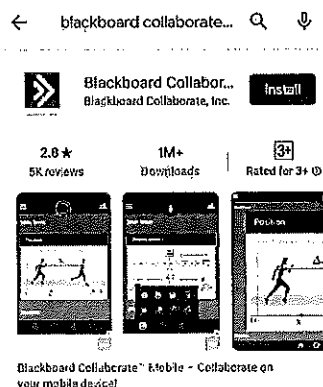 blackboard collaborate...
Blackboard Collabor...
Blackboard Collaborate, Inc.
Install
2.8★
5K reviews
1M+
Downloads
3+
Rated for 3+
Position
Position
Blackboard Collaborate™ Mobile – Collaborate on
your mobile device!